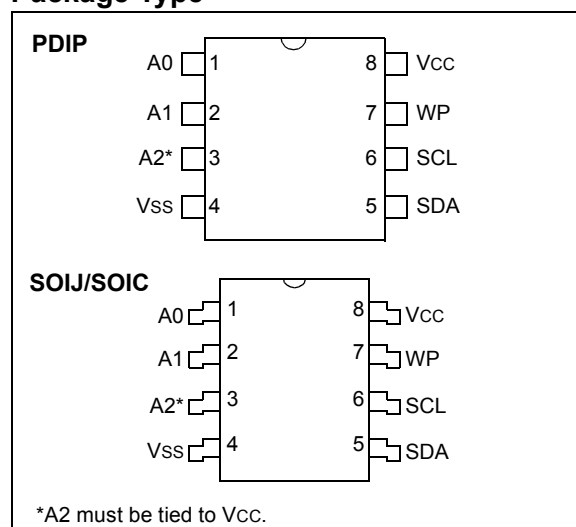 PDIP
A0 1 8 VCC
A1 2 7 WP
A2* 3 6 SCL
VSS 4 5 SDA
SOIJ/SOIC
A0 1 8 VCC
A1 2 7 WP
A2* 3 6 SCL
VSS 4 5 SDA
*A2 must be tied to VCC.